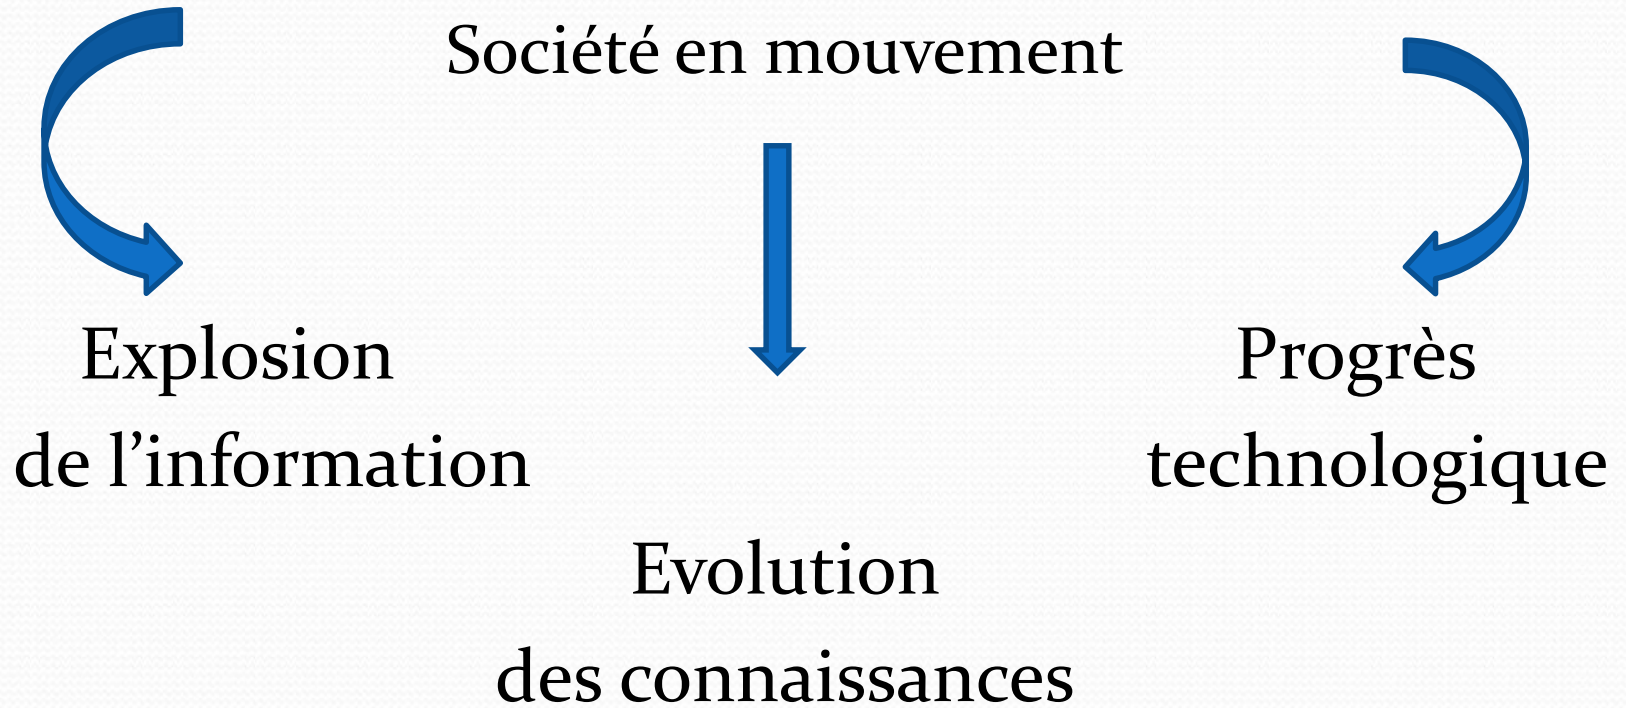 Société en mouvement
Explosion
de l’information
Progrès
technologique
Evolution
des connaissances